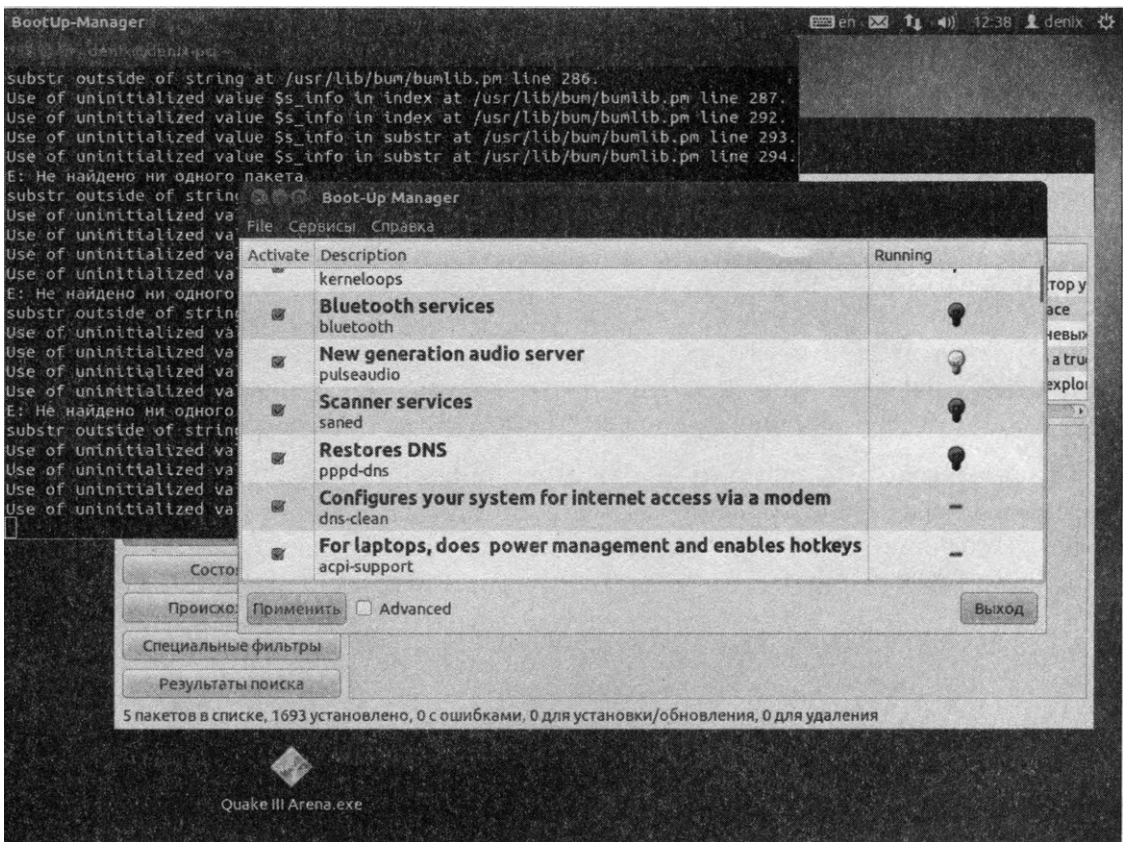 BootUp-Manager
en 12:38 denix
denix@denix-pc: ~
substr outside of string at /usr/lib/bum/bumlib.pm line 286.
Use of uninitialized value $s_info in index at /usr/lib/bum/bumlib.pm line 287.
Use of uninitialized value $s_info in index at /usr/lib/bum/bumlib.pm line 292.
Use of uninitialized value $s_info in substr at /usr/lib/bum/bumlib.pm line 293.
Use of uninitialized value $s_info in substr at /usr/lib/bum/bumlib.pm line 294.
E: Не найдено ни одного пакета
substr outside of string
Use of uninitialized va
Use of uninitialized va
Use of uninitialized va
Use of uninitialized va
E: Не найдено ни одного
substr outside of string
Use of uninitialized va
Use of uninitialized va
Use of uninitialized va
Use of uninitialized va
E: Не найдено ни одного
substr outside of string
Use of uninitialized va
Use of uninitialized va
Use of uninitialized va
Use of uninitialized va
Boot-Up Manager
File Сервисы Справка
Activate Description Running
kerneloops
Bluetooth services
bluetooth
New generation audio server
pulseaudio
Scanner services
saned
Restores DNS
pppd-dns
Configures your system for internet access via a modem
dns-clean
For laptops, does power management and enables hotkeys
acpi-support
Применить Advanced Выход
тор у
ace
невых
a tru
explor
Состо
Происхо
Специальные фильтры
Результаты поиска
5 пакетов в списке, 1693 установлено, 0 с ошибками, 0 для установки/обновления, 0 для удаления
Quake III Arena.exe